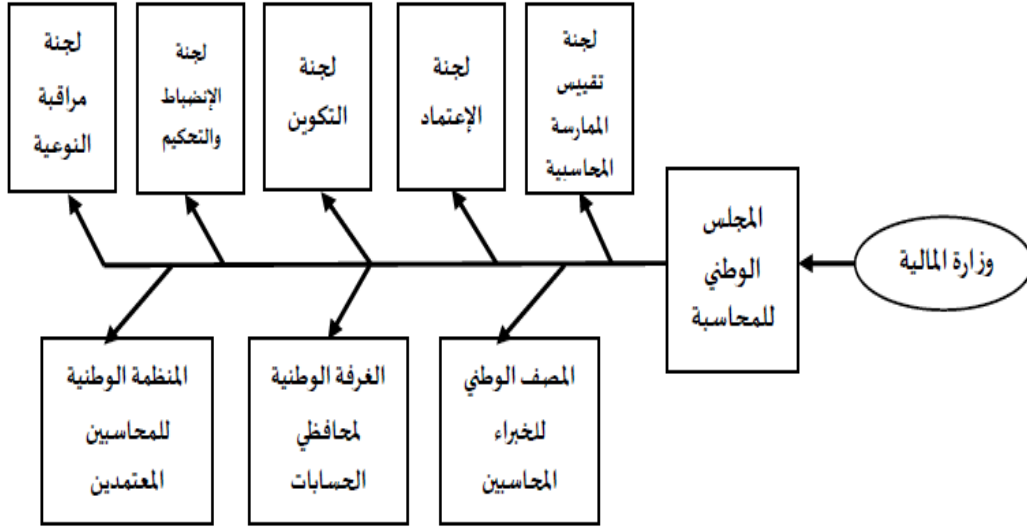 وزارة المالية
المجلس
الوطني
للمحاسبة
لجنة
تقييس
الممارسة
المحاسبية
لجنة
الإعتماد
لجنة
التكوين
لجنة
الإنضباط
والتحكيم
لجنة
مراقبة
النوعية
المصف الوطني
للخبراء
المحاسبين
الغرفة الوطنية
لمحافظي
الحسابات
المنظمة الوطنية
للمحاسبين
المعتمدين